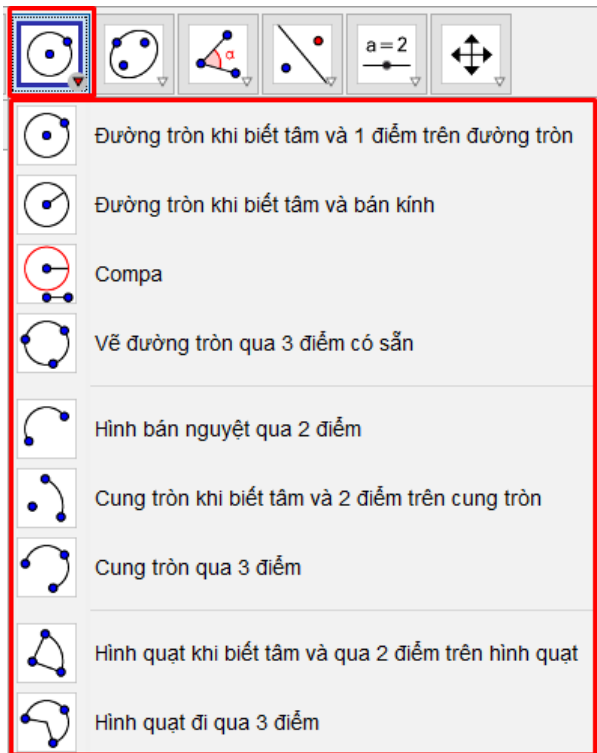 α
a = 2
Đường tròn khi biết tâm và 1 điểm trên đường tròn
Đường tròn khi biết tâm và bán kính
Compa
Vẽ đường tròn qua 3 điểm có sẵn
Hình bán nguyệt qua 2 điểm
Cung tròn khi biết tâm và 2 điểm trên cung tròn
Cung tròn qua 3 điểm
Hình quạt khi biết tâm và qua 2 điểm trên hình quạt
Hình quạt đi qua 3 điểm